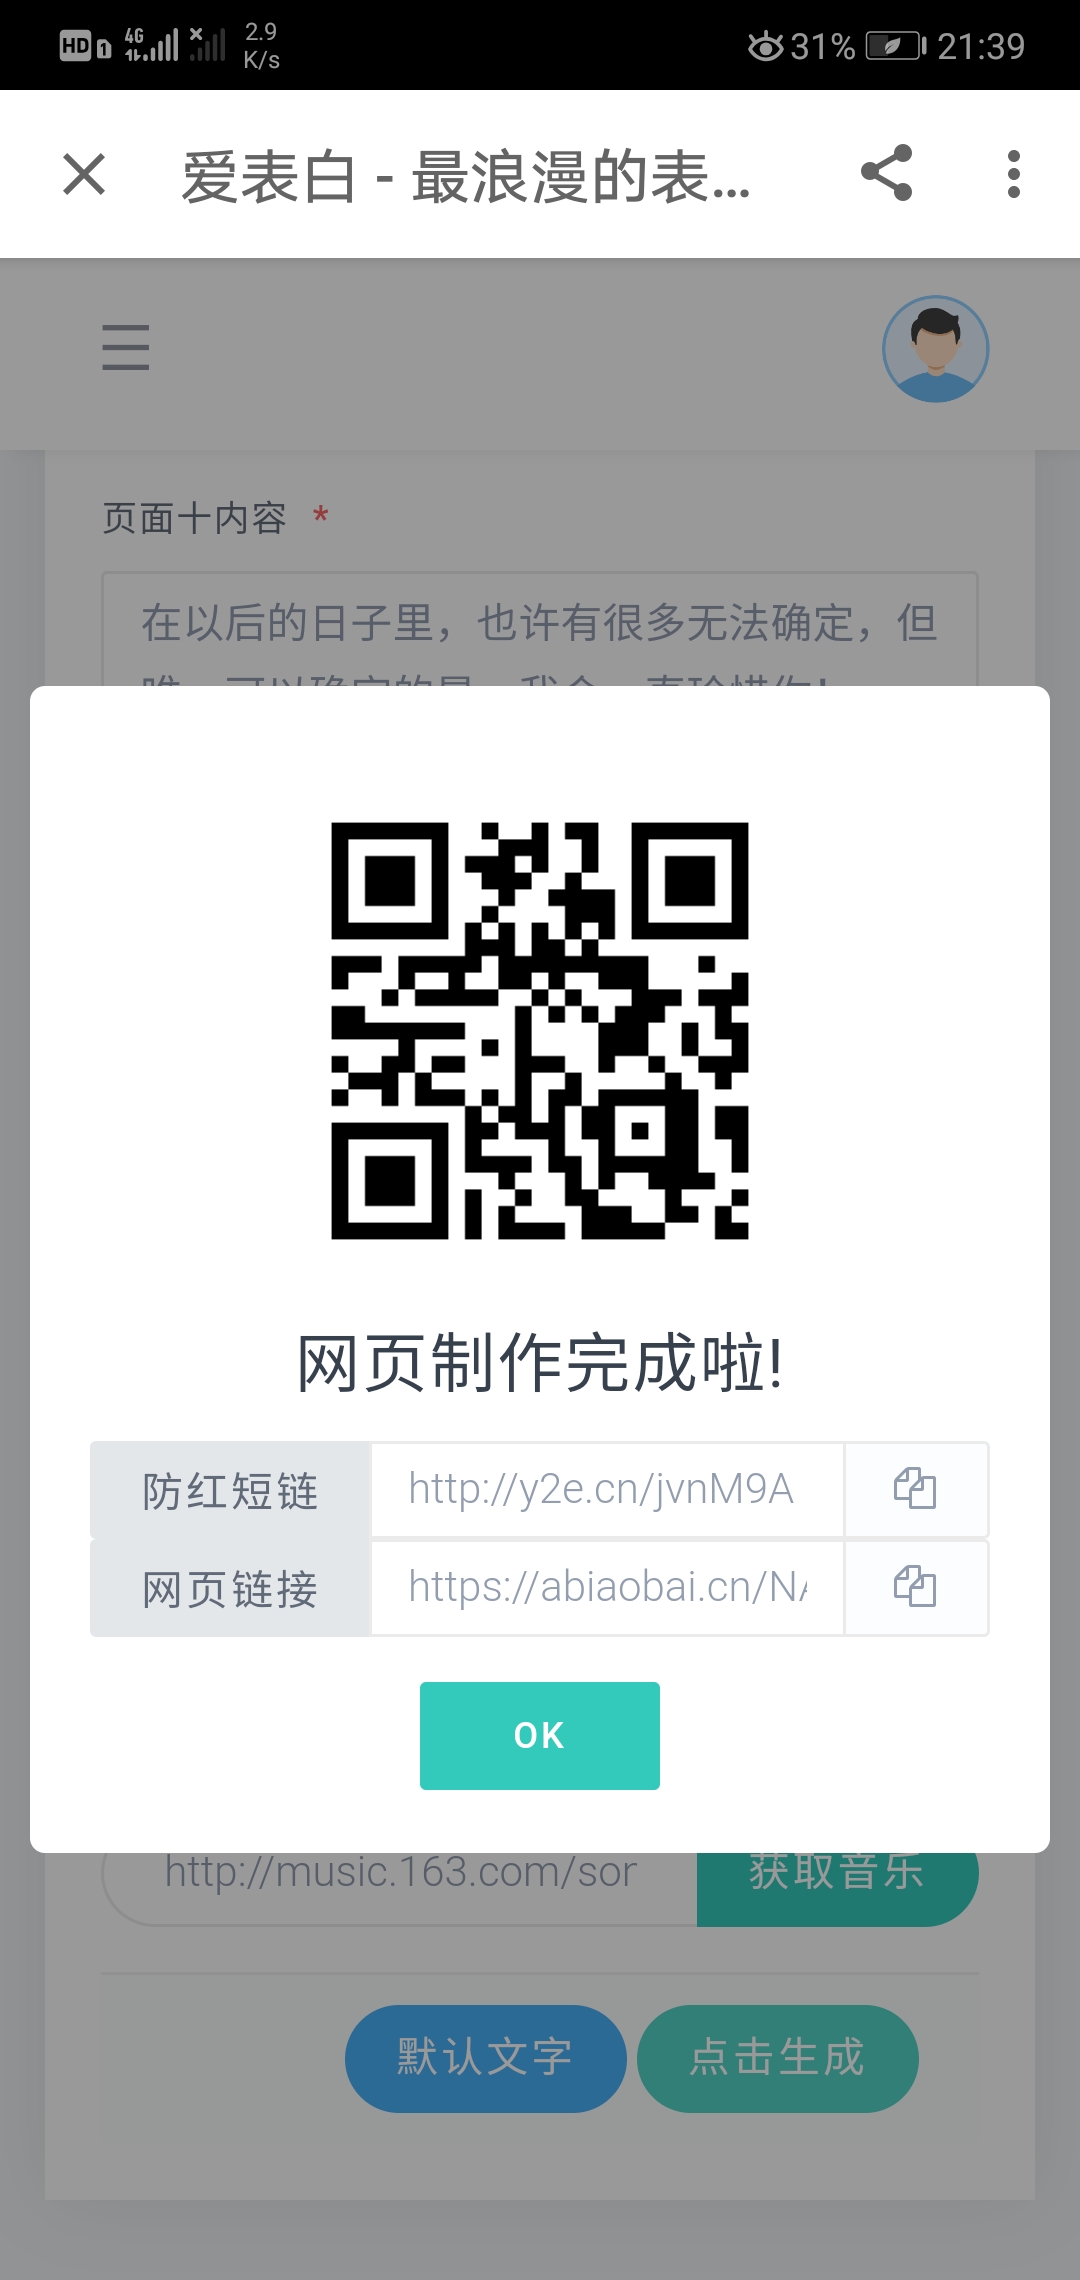 HD 1 4G 2.9 K/s 31% 21:39
爱表白 - 最浪漫的表...
页面十内容 *
在以后的日子里，也许有很多无法确定，但
网页制作完成啦!
防红短链 http://y2e.cn/jvnM9A
网页链接 https://abiaobai.cn/NA
OK
http://music.163.com/sor 获取音乐
默认文字 点击生成